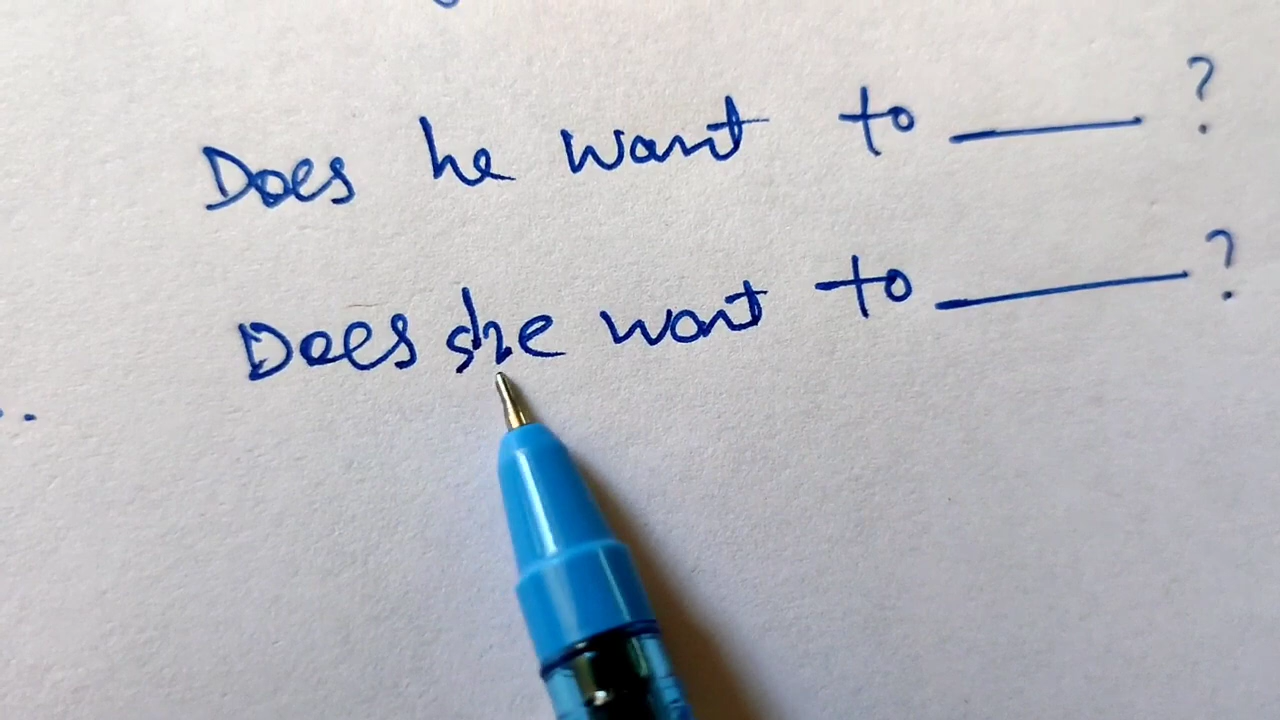 Does he want to ____ ?
Does she want to ____ ?
..